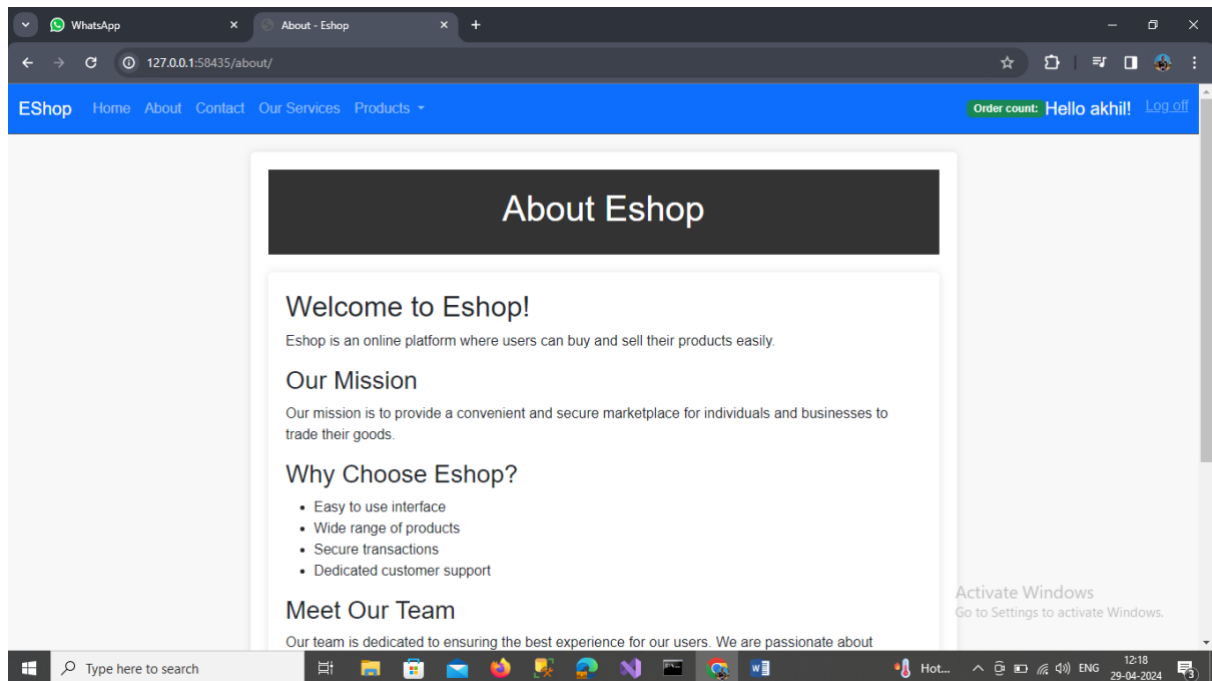 WhatsApp
About - Eshop
127.0.0.1:58435/about/
EShop Home About Contact Our Services Products Order count: Hello akhil! Log off
About Eshop
Welcome to Eshop!
Eshop is an online platform where users can buy and sell their products easily.
Our Mission
Our mission is to provide a convenient and secure marketplace for individuals and businesses to
trade their goods.
Why Choose Eshop?
• Easy to use interface
• Wide range of products
• Secure transactions
• Dedicated customer support
Meet Our Team
Our team is dedicated to ensuring the best experience for our users. We are passionate about
Activate Windows
Go to Settings to activate Windows.
Type here to search
Hot...
ENG
12:18
29-04-2024
3